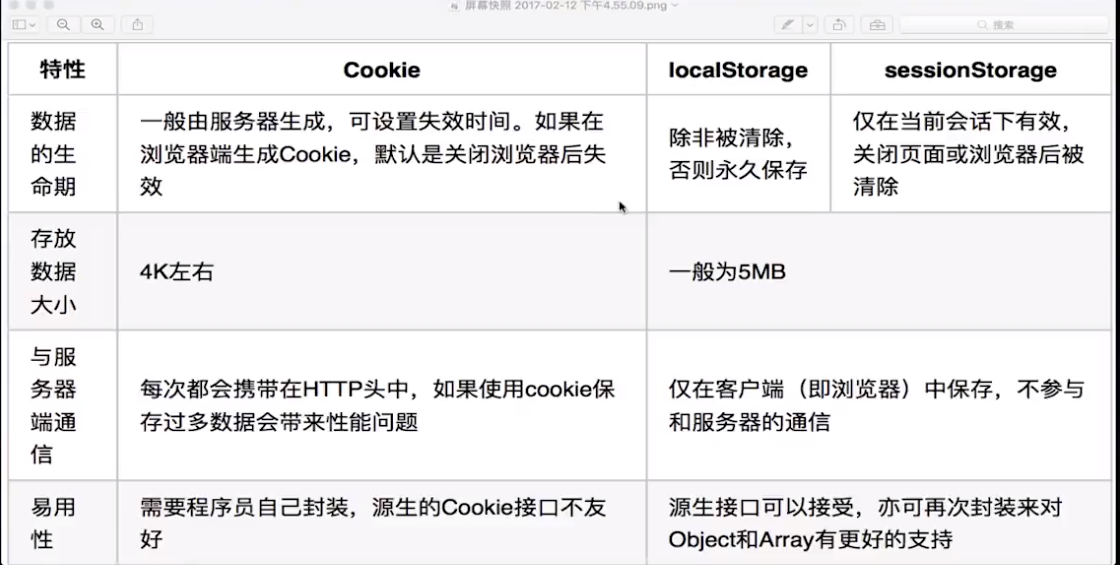 屏幕快照 2017-02-12 下午4.55.09.png
搜索
特性
Cookie
localStorage
sessionStorage
数据
的生
命期
一般由服务器生成，可设置失效时间。如果在
浏览器端生成Cookie，默认是关闭浏览器后失
效
除非被清除，
否则永久保存
仅在当前会话下有效，
关闭页面或浏览器后被
清除
存放
数据
大小
4K左右
一般为5MB
与服
务器
端通
信
每次都会携带在HTTP头中，如果使用cookie保
存过多数据会带来性能问题
仅在客户端（即浏览器）中保存，不参与
和服务器的通信
易用
性
需要程序员自己封装，源生的Cookie接口不友
好
源生接口可以接受，亦可再次封装来对
Object和Array有更好的支持